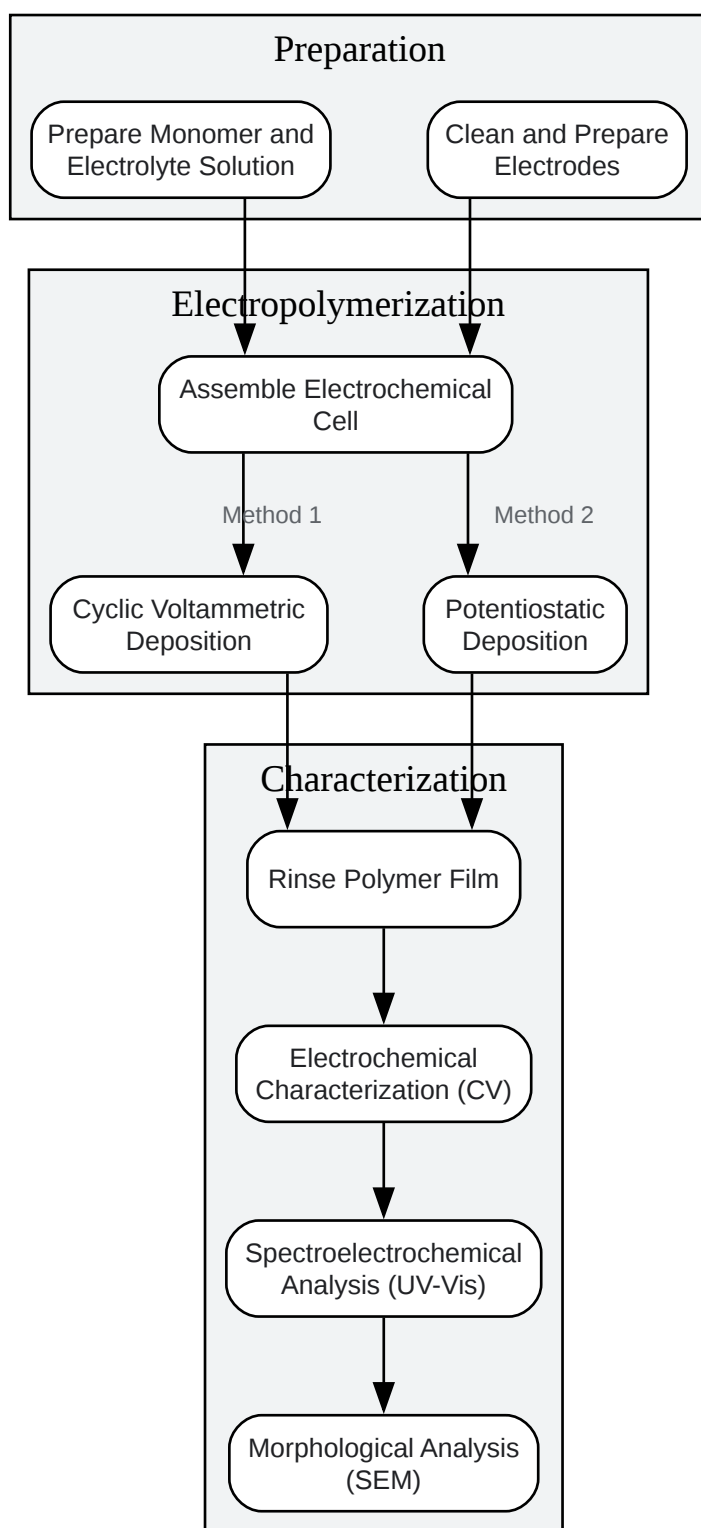 Preparation
Prepare Monomer and
Electrolyte Solution
Clean and Prepare
Electrodes
Electropolymerization
Assemble Electrochemical
Cell
Method 1
Method 2
Cyclic Voltammetric
Deposition
Potentiostatic
Deposition
Characterization
Rinse Polymer Film
Electrochemical
Characterization (CV)
Spectroelectrochemical
Analysis (UV-Vis)
Morphological Analysis
(SEM)